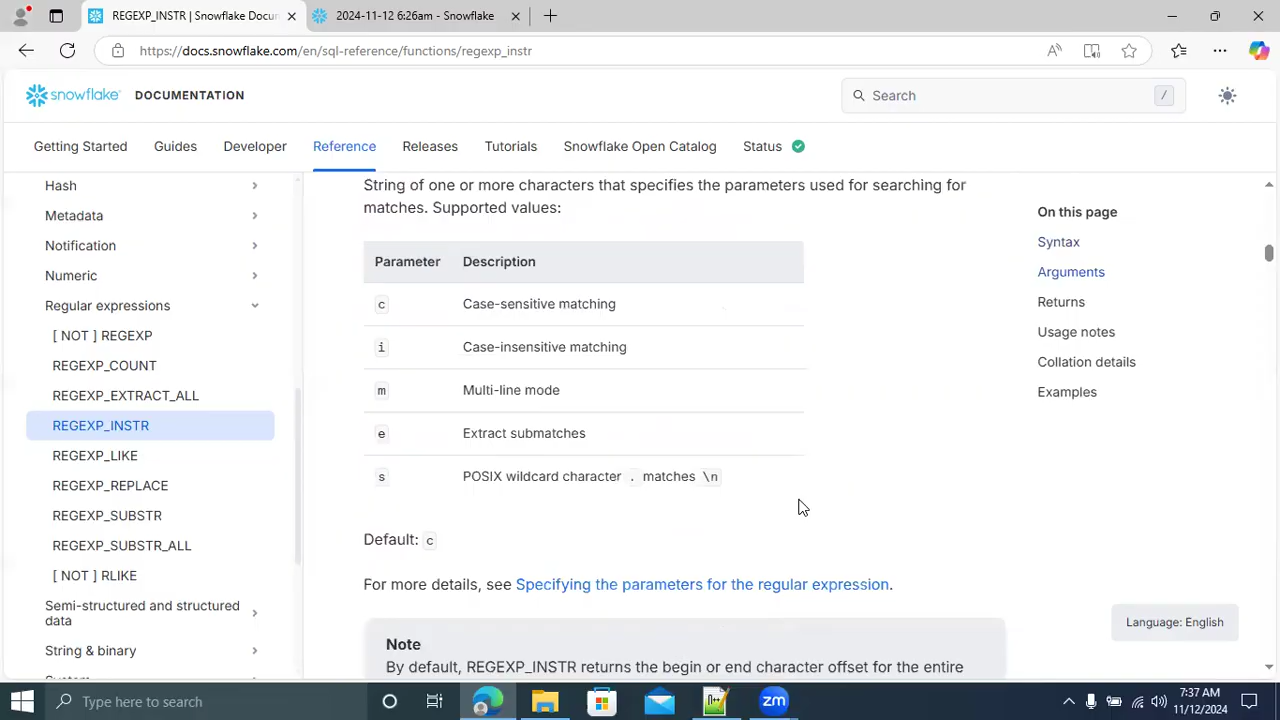 REGEXP_INSTR | Snowflake Docum
2024-11-12 6:26am - Snowflake
https://docs.snowflake.com/en/sql-reference/functions/regexp_instr
snowflake DOCUMENTATION
Search
/
Getting Started
Guides
Developer
Reference
Releases
Tutorials
Snowflake Open Catalog
Status
Hash
Metadata
Notification
Numeric
Regular expressions
[ NOT ] REGEXP
REGEXP_COUNT
REGEXP_EXTRACT_ALL
REGEXP_INSTR
REGEXP_LIKE
REGEXP_REPLACE
REGEXP_SUBSTR
REGEXP_SUBSTR_ALL
[ NOT ] RLIKE
Semi-structured and structured
data
String & binary
String of one or more characters that specifies the parameters used for searching for
matches. Supported values:
Parameter Description
c Case-sensitive matching
i Case-insensitive matching
m Multi-line mode
e Extract submatches
s POSIX wildcard character . matches \n
Default: c
For more details, see Specifying the parameters for the regular expression.
Note
By default, REGEXP_INSTR returns the begin or end character offset for the entire
On this page
Syntax
Arguments
Returns
Usage notes
Collation details
Examples
Language: English
Type here to search
zm
7:37 AM
11/12/2024